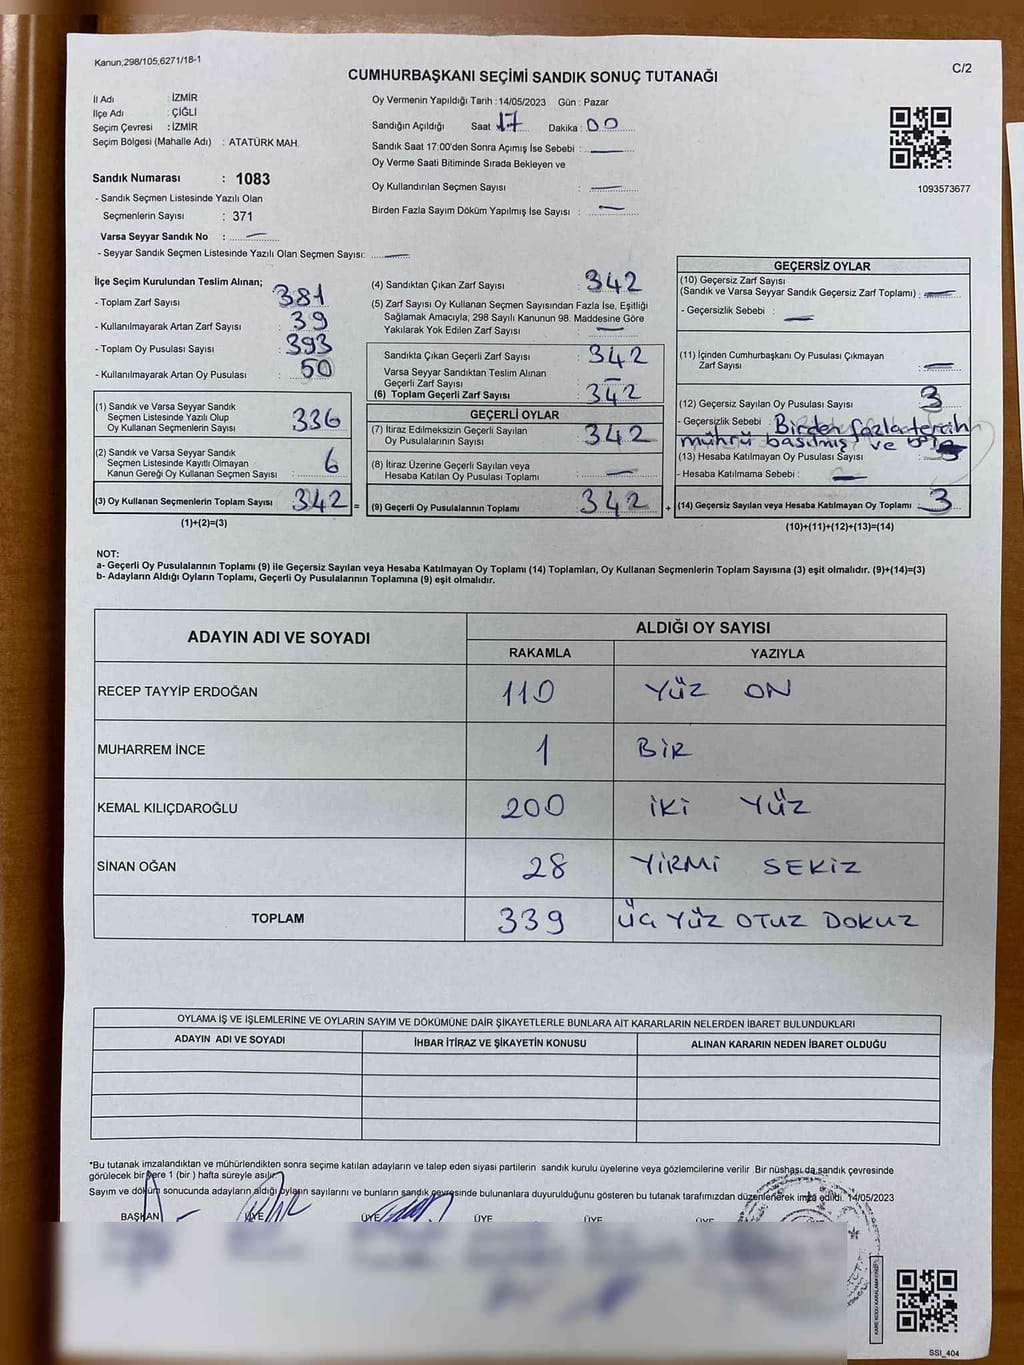 Kanun;298/105,6271/18-1
C/2
CUMHURBAŞKANI SEÇİMİ SANDIK SONUÇ TUTANAĞI
İl Adı : İZMİR
İlçe Adı : ÇİĞLİ
Seçim Çevresi : İZMİR
Seçim Bölgesi (Mahalle Adı) : ATATÜRK MAH.
Sandık Numarası : 1083
- Sandık Seçmen Listesinde Yazılı Olan
Seçmenlerin Sayısı : 371
Varsa Seyyar Sandık No : —
- Seyyar Sandık Seçmen Listesinde Yazılı Olan Seçmen Sayısı: —
Oy Vermenin Yapıldığı Tarih :14/05/2023 Gün : Pazar
Sandığın Açıldığı Saat 17 Dakika : 00
Sandık Saat 17:00'den Sonra Açımış İse Sebebi : —
Oy Verme Saati Bitiminde Sırada Bekleyen ve
Oy Kullandırılan Seçmen Sayısı : —
Birden Fazla Sayım Döküm Yapılmış İse Sayısı : —
1093573677
İlçe Seçim Kurulundan Teslim Alınan;
- Toplam Zarf Sayısı : 381
- Kullanılmayarak Artan Zarf Sayısı : 39
- Toplam Oy Pusulası Sayısı : 393
- Kullanılmayarak Artan Oy Pusulası : 50
(1) Sandık ve Varsa Seyyar Sandık
Seçmen Listesinde Yazılı Olup
Oy Kullanan Seçmenlerin Sayısı : 336
(2) Sandık ve Varsa Seyyar Sandık
Seçmen Listesinde Kayıtlı Olmayan
Kanun Gereği Oy Kullanan Seçmen Sayısı : 6
(3) Oy Kullanan Seçmenlerin Toplam Sayısı : 342 =
(1)+(2)=(3)
(4) Sandıktan Çıkan Zarf Sayısı : 342
(5) Zarf Sayısı Oy Kullanan Seçmen Sayısından Fazla İse, Eşitliği
Sağlamak Amacıyla, 298 Sayılı Kanunun 98. Maddesine Göre
Yakılarak Yok Edilen Zarf Sayısı : —
Sandıkta Çıkan Geçerli Zarf Sayısı : 342
Varsa Seyyar Sandıktan Teslim Alınan
Geçerli Zarf Sayısı : —
(6) Toplam Geçerli Zarf Sayısı : 342
GEÇERLİ OYLAR
(7) İtiraz Edilmeksizin Geçerli Sayılan
Oy Pusulalarının Sayısı : 342
(8) İtiraz Üzerine Geçerli Sayılan veya
Hesaba Katılan Oy Pusulası Toplamı : —
(9) Geçerli Oy Pusulalarının Toplamı : 342 +
GEÇERSİZ OYLAR
(10) Geçersiz Zarf Sayısı
(Sandık ve Varsa Seyyar Sandık Geçersiz Zarf Toplamı) : —
- Geçersizlik Sebebi : —
(11) İçinden Cumhurbaşkanı Oy Pusulası Çıkmayan
Zarf Sayısı : —
(12) Geçersiz Sayılan Oy Pusulası Sayısı : 3
- Geçersizlik Sebebi : Birden fazla tercih
mührü basılmış ve
(13) Hesaba Katılmayan Oy Pusulası Sayısı :
- Hesaba Katılmama Sebebi : —
(14) Geçersiz Sayılan veya Hesaba Katılmayan Oy Toplamı : 3
(10)+(11)+(12)+(13)=(14)
NOT:
a- Geçerli Oy Pusulalarının Toplamı (9) ile Geçersiz Sayılan veya Hesaba Katılmayan Oy Toplamı (14) Toplamları, Oy Kullanan Seçmenlerin Toplam Sayısına (3) eşit olmalıdır. (9)+(14)=(3)
b- Adayların Aldığı Oyların Toplamı, Geçerli Oy Pusulalarının Toplamına (9) eşit olmalıdır.
ADAYIN ADI VE SOYADI
ALDIĞI OY SAYISI
RAKAMLA
YAZIYLA
RECEP TAYYİP ERDOĞAN 110 YÜZ ON
MUHARREM İNCE 1 BİR
KEMAL KILIÇDAROĞLU 200 İKİ YÜZ
SİNAN OĞAN 28 YİRMİ SEKİZ
TOPLAM 339 ÜÇ YÜZ OTUZ DOKUZ
OYLAMA İŞ VE İŞLEMLERİNE VE OYLARIN SAYIM VE DÖKÜMÜNE DAİR ŞİKAYETLERLE BUNLARA AİT KARARLARIN NELERDEN İBARET BULUNDUKLARI
ADAYIN ADI VE SOYADI
İHBAR İTİRAZ VE ŞİKAYETİN KONUSU
ALINAN KARARIN NEDEN İBARET OLDUĞU
*Bu tutanak imzalandıktan ve mühürlendikten sonra seçime katılan adayların ve talep eden siyasi partilerin sandık kurulu üyelerine veya gözlemcilerine verilir .Bir nüshası da sandık çevresinde
görülecek bir yere 1 (bir ) hafta süreyle asılır.
Sayım ve döküm sonucunda adayların aldığı oyların sayılarını ve bunların sandık çevresinde bulunanlara duyurulduğunu gösteren bu tutanak tarafımızdan düzenlenerek imza edildi. 14/05/2023
BAŞKAN ÜYE ÜYE ÜYE ÜYE ÜYE
SSI_404